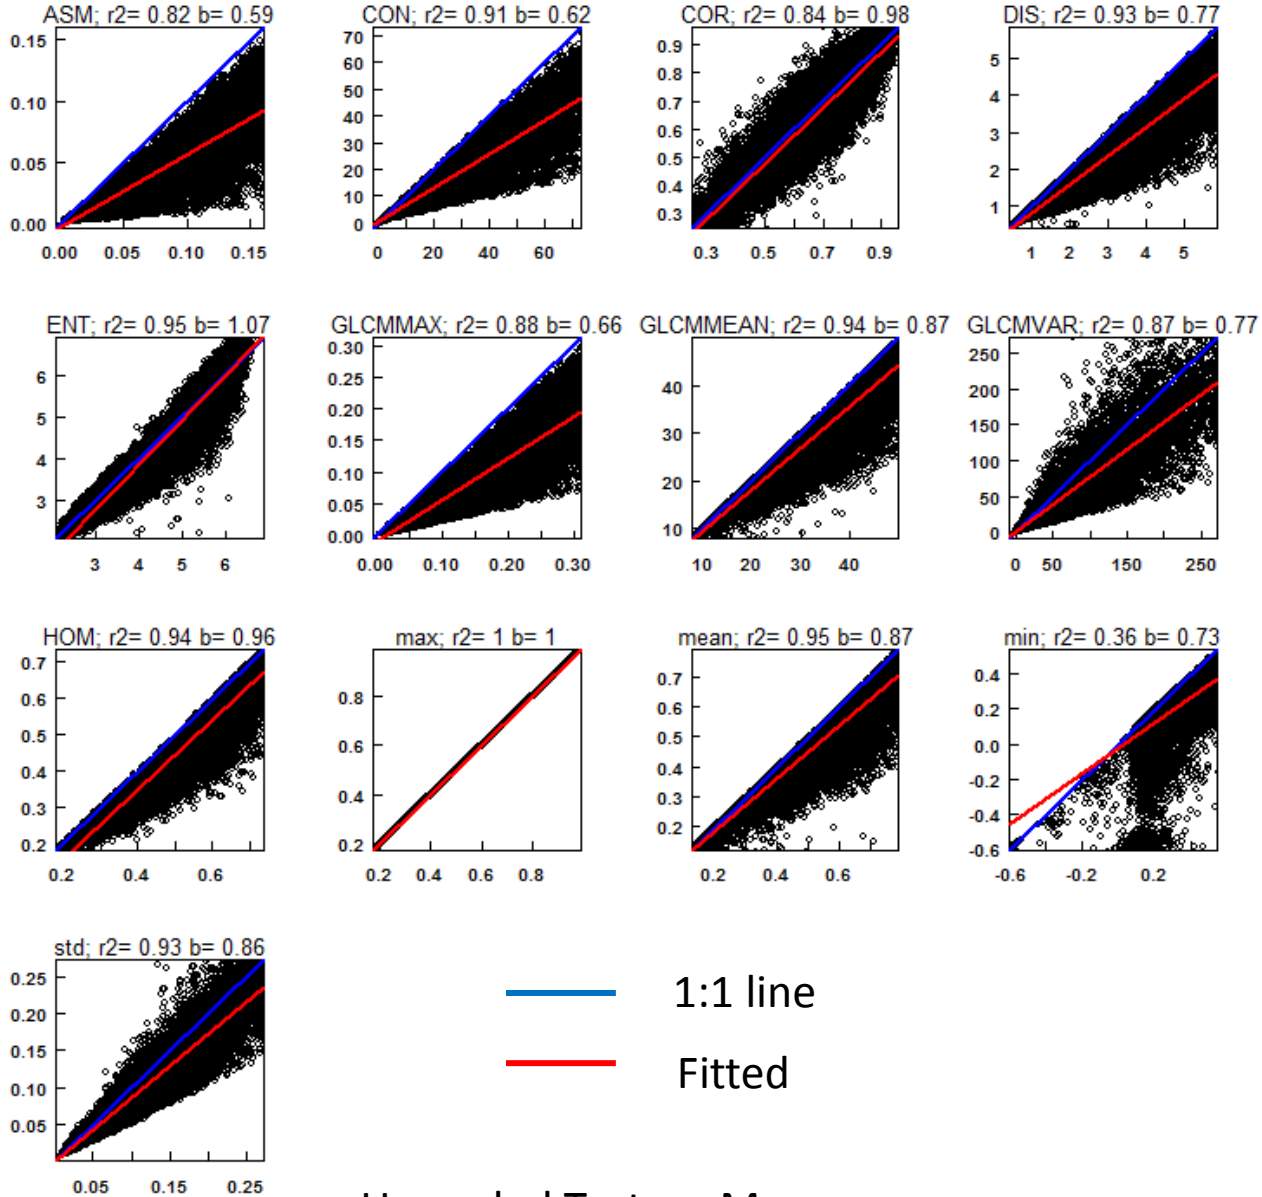 ASM; r2= 0.82 b= 0.59
CON; r2= 0.91 b= 0.62
COR; r2= 0.84 b= 0.98
DIS; r2= 0.93 b= 0.77
0.15
0.10
0.05
0.00
0.00 0.05 0.10 0.15
70
60
50
40
30
20
10
0
0 20 40 60
0.9
0.8
0.7
0.6
0.5
0.4
0.3
0.3 0.5 0.7 0.9
5
4
3
2
1
1 2 3 4 5
ENT; r2= 0.95 b= 1.07
GLCMMAX; r2= 0.88 b= 0.66
GLCMMEAN; r2= 0.94 b= 0.87
GLCMVAR; r2= 0.87 b= 0.77
6
5
4
3
3 4 5 6
0.30
0.25
0.20
0.15
0.10
0.05
0.00
0.00 0.10 0.20 0.30
40
30
20
10
10 20 30 40
250
200
150
100
50
0
0 50 150 250
HOM; r2= 0.94 b= 0.96
max; r2= 1 b= 1
mean; r2= 0.95 b= 0.87
min; r2= 0.36 b= 0.73
0.7
0.6
0.5
0.4
0.3
0.2
0.2 0.4 0.6
0.8
0.6
0.4
0.2
0.2 0.4 0.6 0.8
0.7
0.6
0.5
0.4
0.3
0.2
0.2 0.4 0.6
0.4
0.2
0.0
-0.2
-0.4
-0.6
-0.6 -0.2 0.2
std; r2= 0.93 b= 0.86
0.25
0.20
0.15
0.10
0.05
0.05 0.15 0.25
1:1 line
Fitted